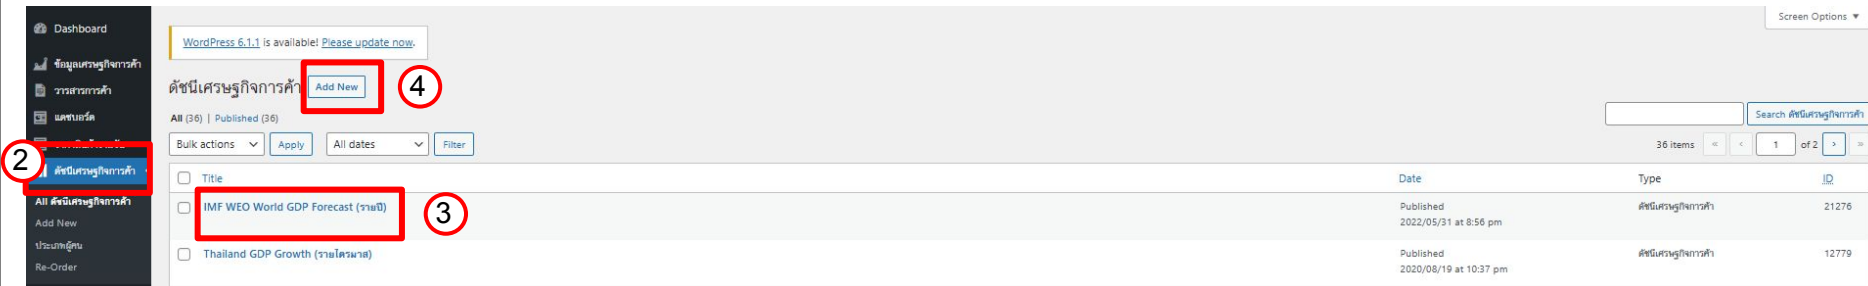 Dashboard
ข้อมูลเศรษฐกิจการค้า
วารสารการค้า
แดชบอร์ด
2
ดัชนีเศรษฐกิจการค้า
All ดัชนีเศรษฐกิจการค้า
Add New
ประเภทผู้คน
Re-Order
Screen Options ▼
WordPress 6.1.1 is available! Please update now.
ดัชนีเศรษฐกิจการค้า Add New
4
All (36) | Published (36)
Search ดัชนีเศรษฐกิจการค้า
Bulk actions Apply All dates Filter
36 items « ‹ 1 of 2 › »
Title Date Type ID
IMF WEO World GDP Forecast (รายปี) Published ดัชนีเศรษฐกิจการค้า 21276
3
2022/05/31 at 8:56 pm
Thailand GDP Growth (รายไตรมาส) Published ดัชนีเศรษฐกิจการค้า 12779
2020/08/19 at 10:37 pm